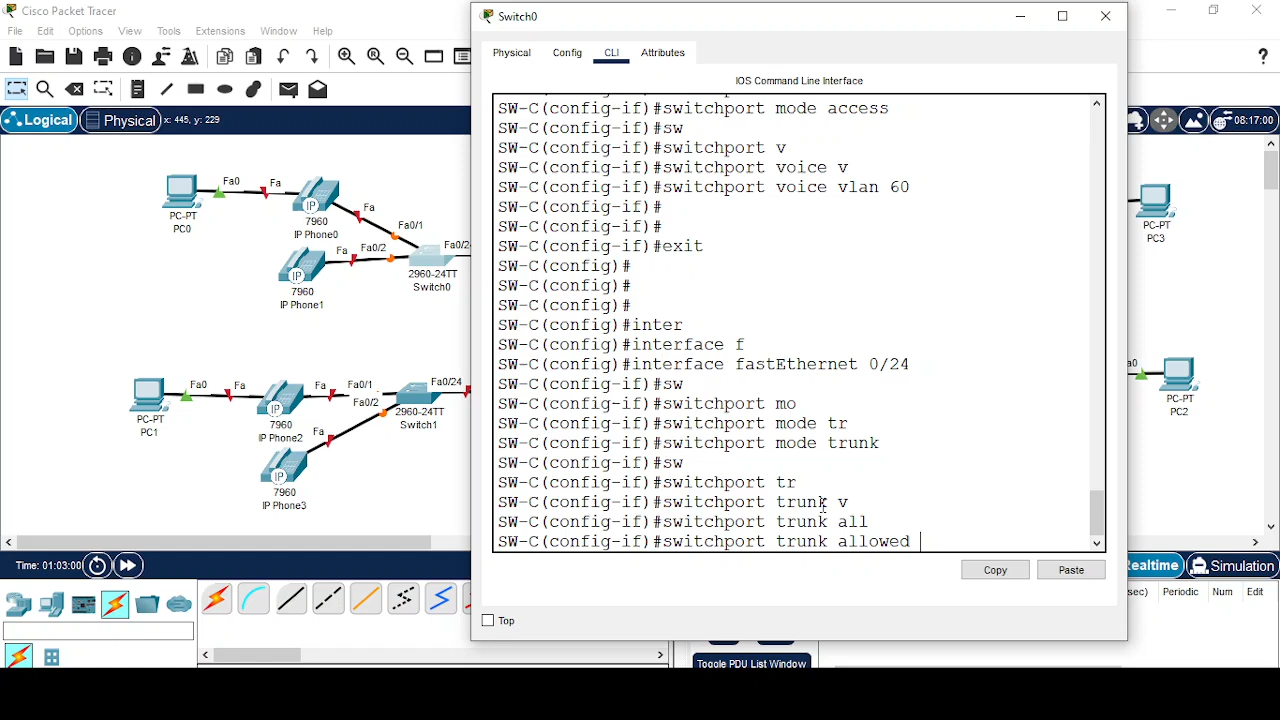 Cisco Packet Tracer
File Edit Options View Tools Extensions Window Help
Logical Physical x: 445, y: 229
08:17:00
PC-PT
PC0
Fa0
Fa
7960
IP Phone0
Fa
Fa0/1
Fa0/2
Fa
7960
IP Phone1
Fa0/24
2960-24TT
Switch0
PC-PT
PC1
Fa0
Fa
7960
IP Phone2
Fa
Fa0/1
Fa0/2
Fa
7960
IP Phone3
Fa0/24
2960-24TT
Switch1
PC-PT
PC3
a0
PC-PT
PC2
Switch0
Physical Config CLI Attributes
IOS Command Line Interface
SW-C(config-if)#switchport mode access
SW-C(config-if)#sw
SW-C(config-if)#switchport v
SW-C(config-if)#switchport voice v
SW-C(config-if)#switchport voice vlan 60
SW-C(config-if)#
SW-C(config-if)#
SW-C(config-if)#exit
SW-C(config)#
SW-C(config)#
SW-C(config)#
SW-C(config)#inter
SW-C(config)#interface f
SW-C(config)#interface fastEthernet 0/24
SW-C(config-if)#sw
SW-C(config-if)#switchport mo
SW-C(config-if)#switchport mode tr
SW-C(config-if)#switchport mode trunk
SW-C(config-if)#sw
SW-C(config-if)#switchport tr
SW-C(config-if)#switchport trunk v
SW-C(config-if)#switchport trunk all
SW-C(config-if)#switchport trunk allowed
Copy Paste
Top
Time: 01:03:00
Realtime Simulation
sec) Periodic Num Edit
Toggle PDU List Window